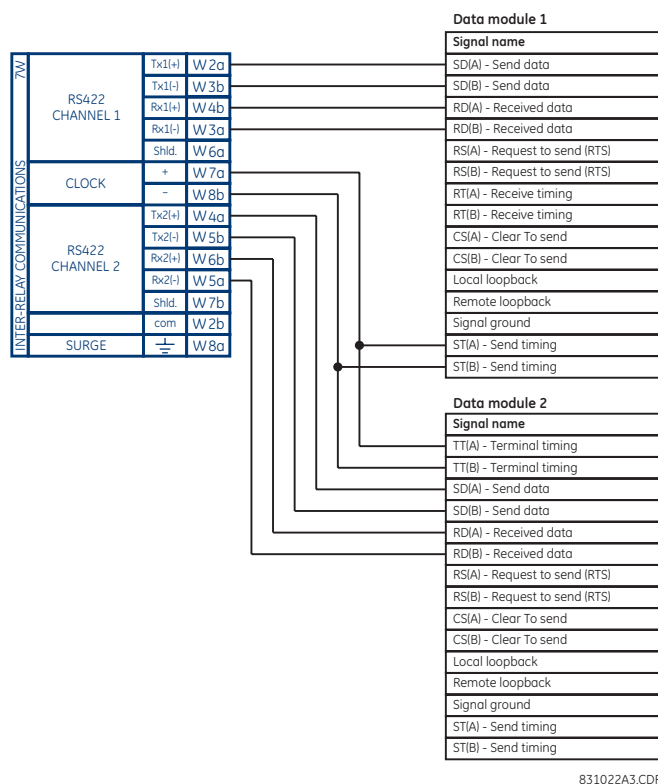 Data module 1
Signal name
7W
INTER-RELAY COMMUNICATIONS
RS422
CHANNEL 1
Tx1(+) W2a
Tx1(-) W3b
Rx1(+) W4b
Rx1(-) W3a
Shld. W6a
CLOCK
+ W7a
– W8b
RS422
CHANNEL 2
Tx2(+) W4a
Tx2(-) W5b
Rx2(+) W6b
Rx2(-) W5a
Shld. W7b
com W2b
SURGE W8a
SD(A) - Send data
SD(B) - Send data
RD(A) - Received data
RD(B) - Received data
RS(A) - Request to send (RTS)
RS(B) - Request to send (RTS)
RT(A) - Receive timing
RT(B) - Receive timing
CS(A) - Clear To send
CS(B) - Clear To send
Local loopback
Remote loopback
Signal ground
ST(A) - Send timing
ST(B) - Send timing
Data module 2
Signal name
TT(A) - Terminal timing
TT(B) - Terminal timing
SD(A) - Send data
SD(B) - Send data
RD(A) - Received data
RD(B) - Received data
RS(A) - Request to send (RTS)
RS(B) - Request to send (RTS)
CS(A) - Clear To send
CS(B) - Clear To send
Local loopback
Remote loopback
Signal ground
ST(A) - Send timing
ST(B) - Send timing
831022A3.CDR